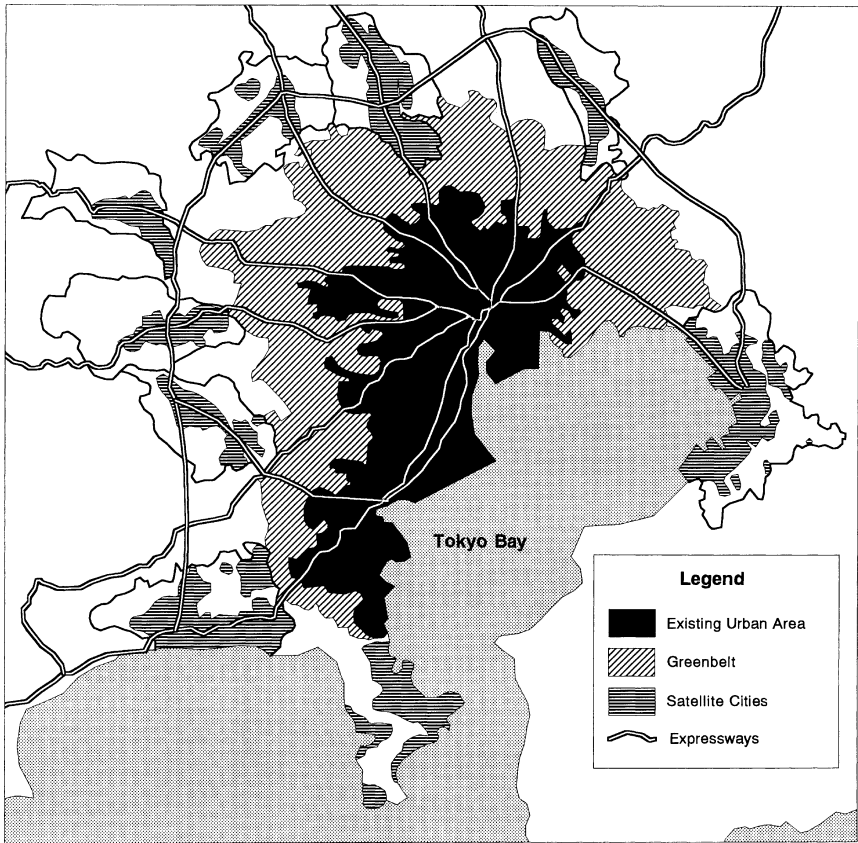 Tokyo Bay
Legend
Existing Urban Area
Greenbelt
Satellite Cities
Expressways